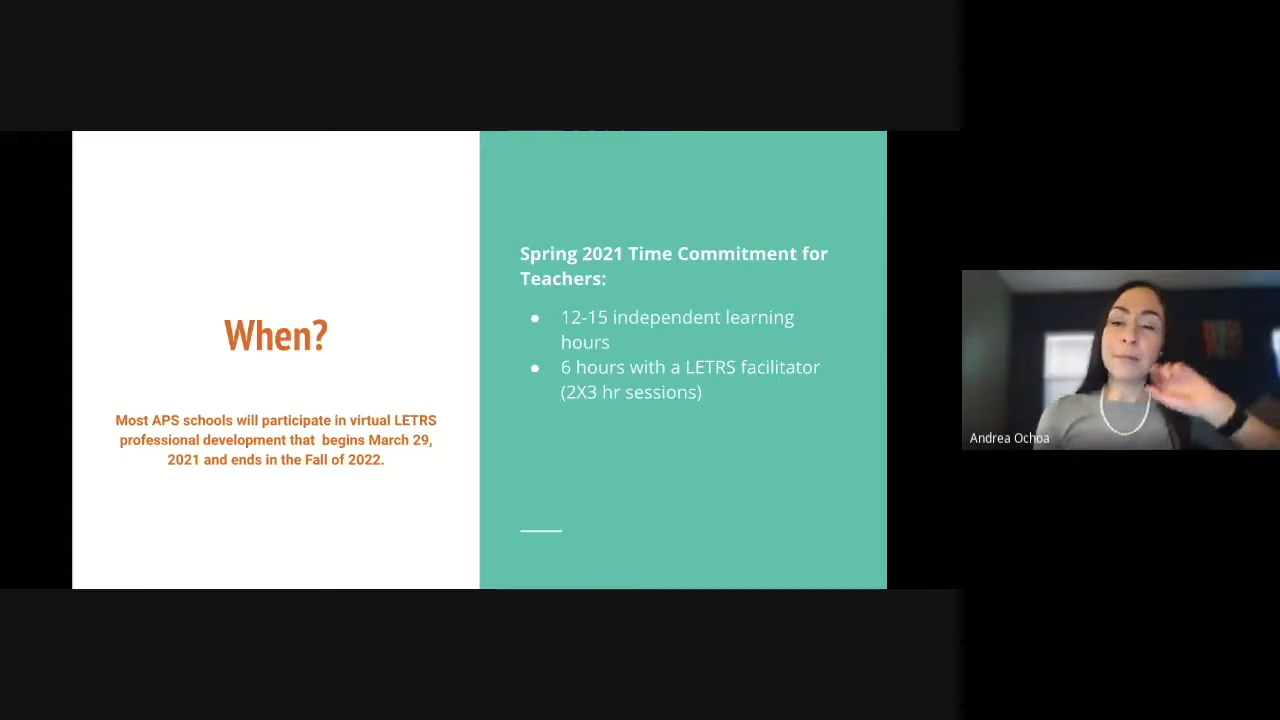 When?
Most APS schools will participate in virtual LETRS
professional development that  begins March 29,
2021 and ends in the Fall of 2022.
Spring 2021 Time Commitment for
Teachers:
● 12-15 independent learning
hours
● 6 hours with a LETRS facilitator
(2X3 hr sessions)
Andrea Ochoa